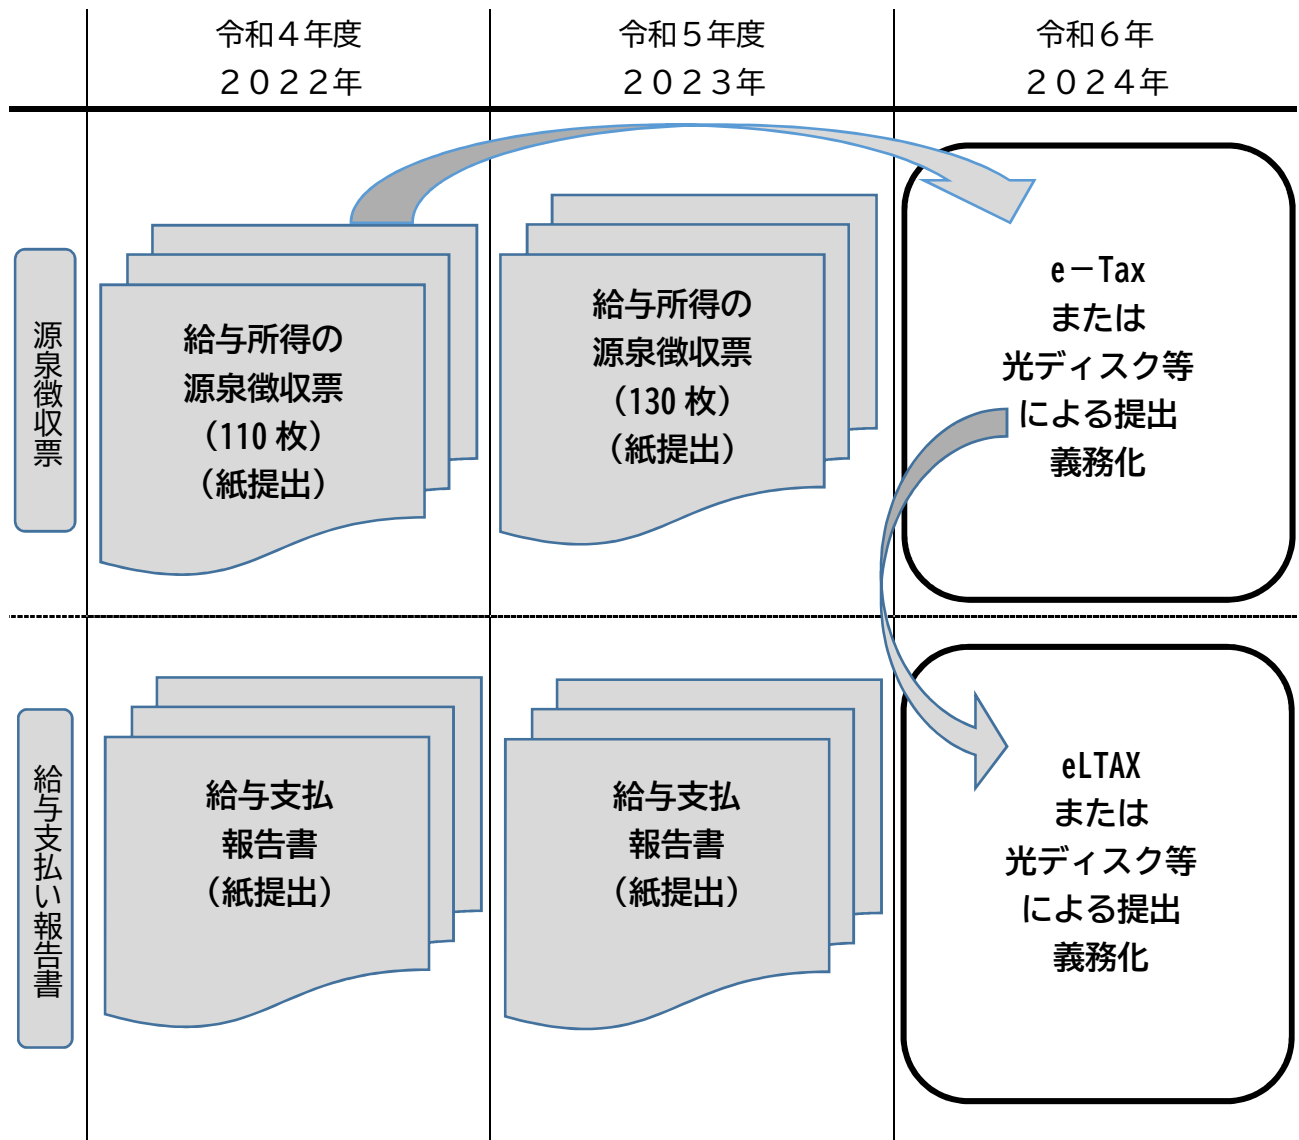 令和４年度
２０２２年
令和５年度
２０２３年
令和６年
２０２４年
源泉徴収票
給与所得の
源泉徴収票
（110 枚）
（紙提出）
給与所得の
源泉徴収票
（130 枚）
（紙提出）
e－Tax
または
光ディスク等
による提出
義務化
給与支払い報告書
給与支払
報告書
（紙提出）
給与支払
報告書
（紙提出）
eLTAX
または
光ディスク等
による提出
義務化